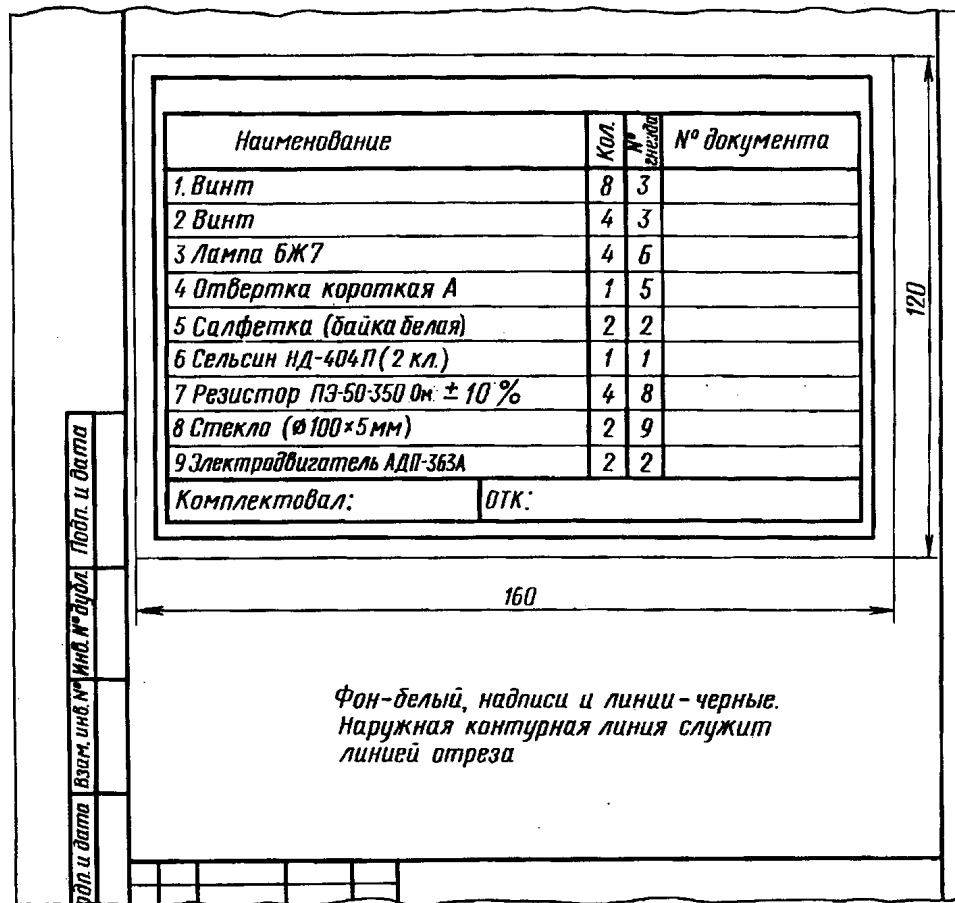 Наименование Кол. № гнезда № документа
1. Винт 8 3
2 Винт 4 3
3 Лампа 6Ж7 4 6
4 Отвертка короткая А 1 5
5 Салфетка (байка белая) 2 2
6 Сельсин НД-404П (2 кл.) 1 1
7 Резистор ПЭ-50-350 Ом ± 10 % 4 8
8 Стекло (ø100×5мм) 2 9
9 Электродвигатель АДП-363А 2 2
Комплектовал: ОТК:
120
160
Фон-белый, надписи и линии - черные.
Наружная контурная линия служит
линией отреза
Подп. и дата
Инв. № дубл.
Взам. инв. №
одп. и дата